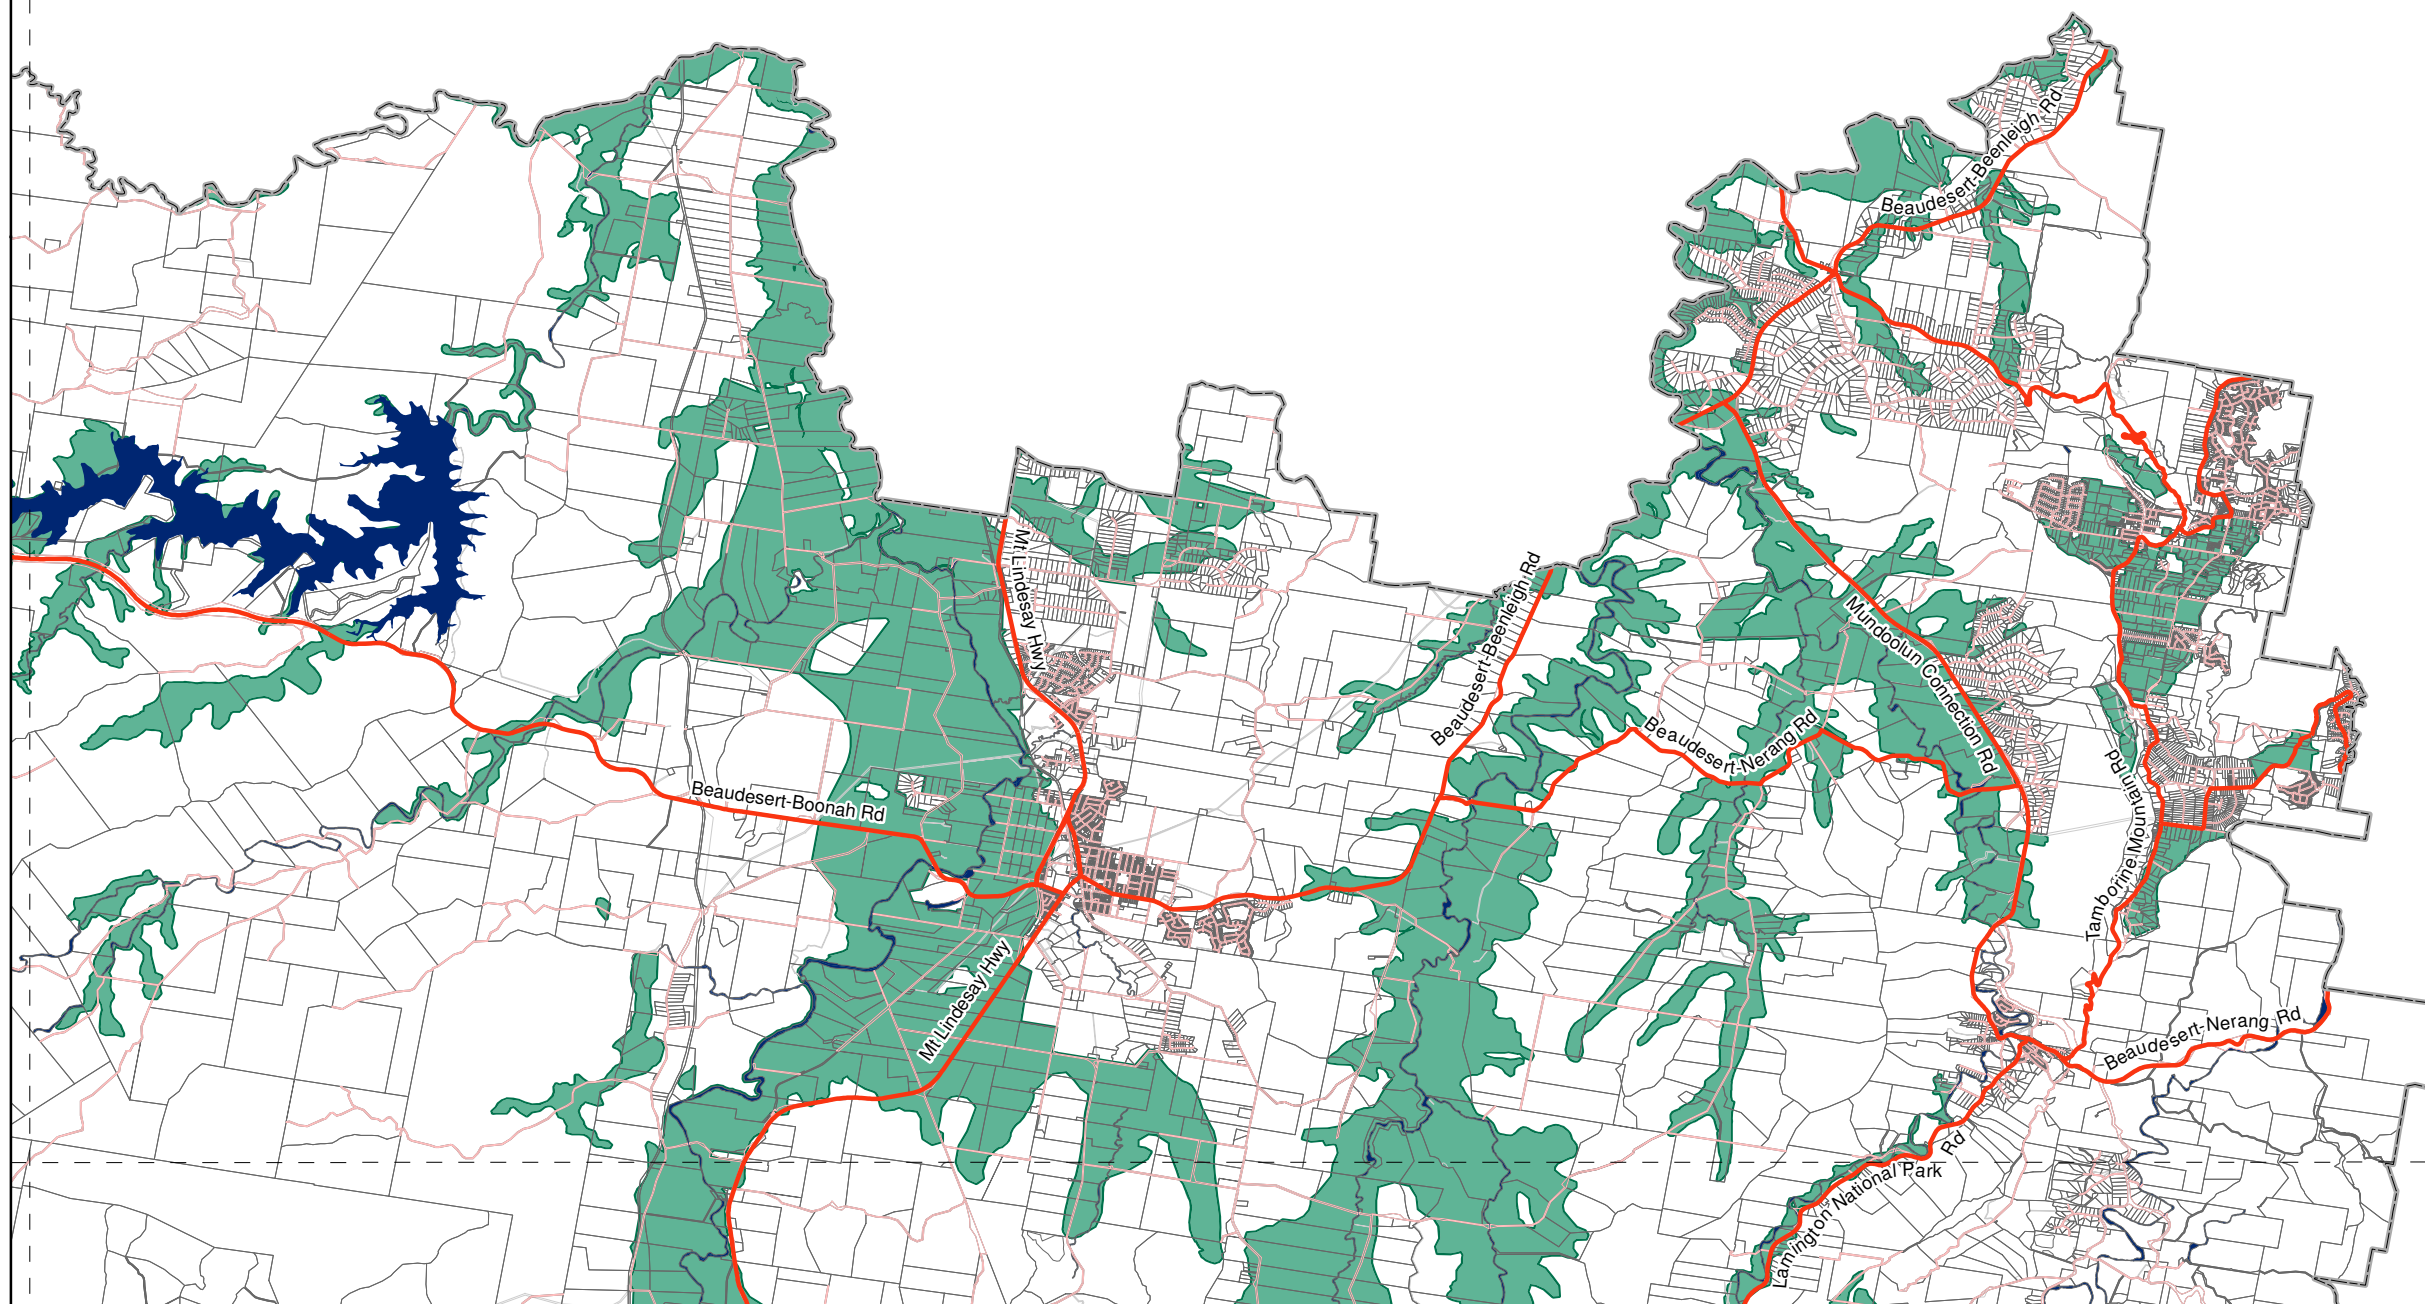 Beaudesert-Beenleigh Rd
Mt Lindesay Hwy
Beaudesert-Beenleigh Rd
Mundoolun Connection Rd
Beaudesert-Nerang Rd
Beaudesert-Boonah Rd
Tamborine Mountain Rd
Mt Lindesay Hwy
Beaudesert-Nerang Rd
Lamington National Park Rd